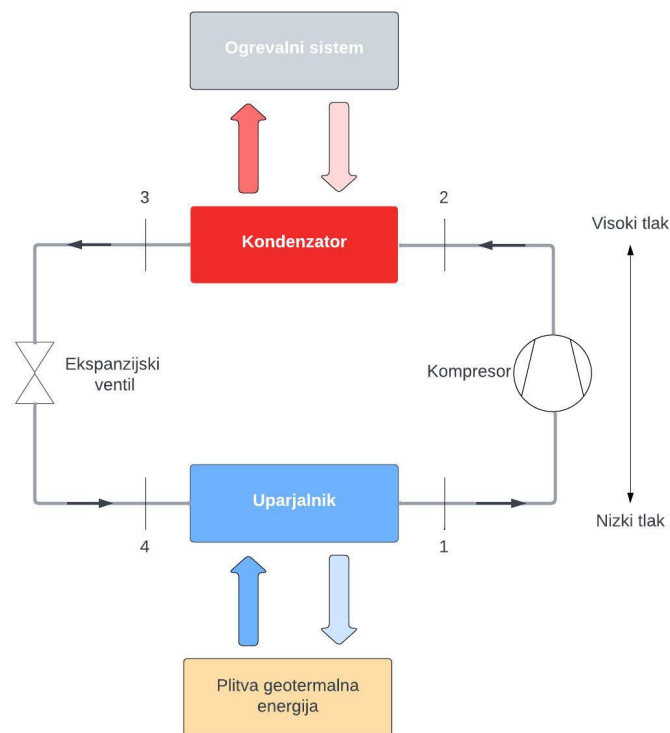 Ogrevalni sistem
3
2
Kondenzator
Visoki tlak
Ekspanzijski
ventil
Kompresor
Uparjalnik
Nizki tlak
4
1
Plitva geotermalna
energija